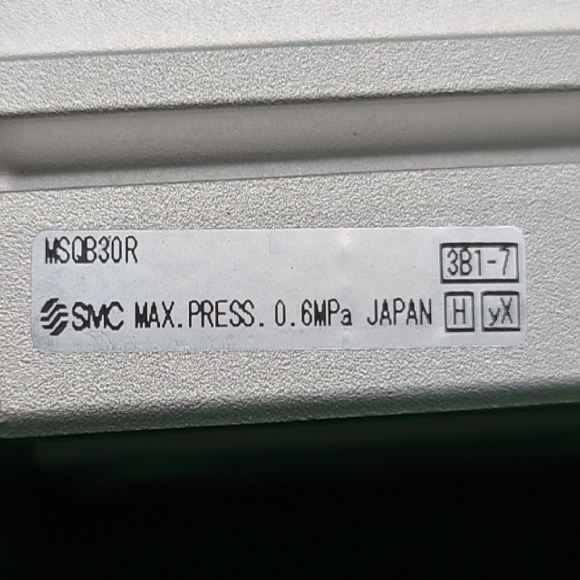 MSQB30R
3B1-7
SMC MAX.PRESS. 0.6MPa JAPAN H yX